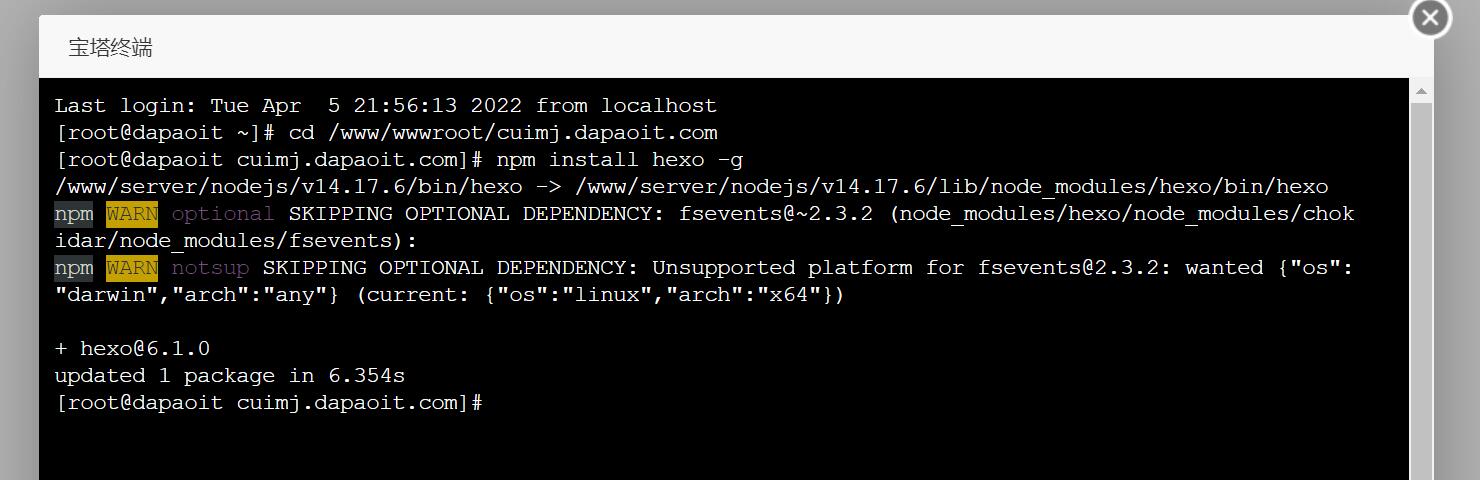 宝塔终端
Last login: Tue Apr  5 21:56:13 2022 from localhost
[root@dapaoit ~]# cd /www/wwwroot/cuimj.dapaoit.com
[root@dapaoit cuimj.dapaoit.com]# npm install hexo -g
/www/server/nodejs/v14.17.6/bin/hexo -> /www/server/nodejs/v14.17.6/lib/node_modules/hexo/bin/hexo
npm WARN optional SKIPPING OPTIONAL DEPENDENCY: fsevents@~2.3.2 (node_modules/hexo/node_modules/chok
idar/node_modules/fsevents):
npm WARN notsup SKIPPING OPTIONAL DEPENDENCY: Unsupported platform for fsevents@2.3.2: wanted {"os":
"darwin","arch":"any"} (current: {"os":"linux","arch":"x64"})
+ hexo@6.1.0
updated 1 package in 6.354s
[root@dapaoit cuimj.dapaoit.com]#